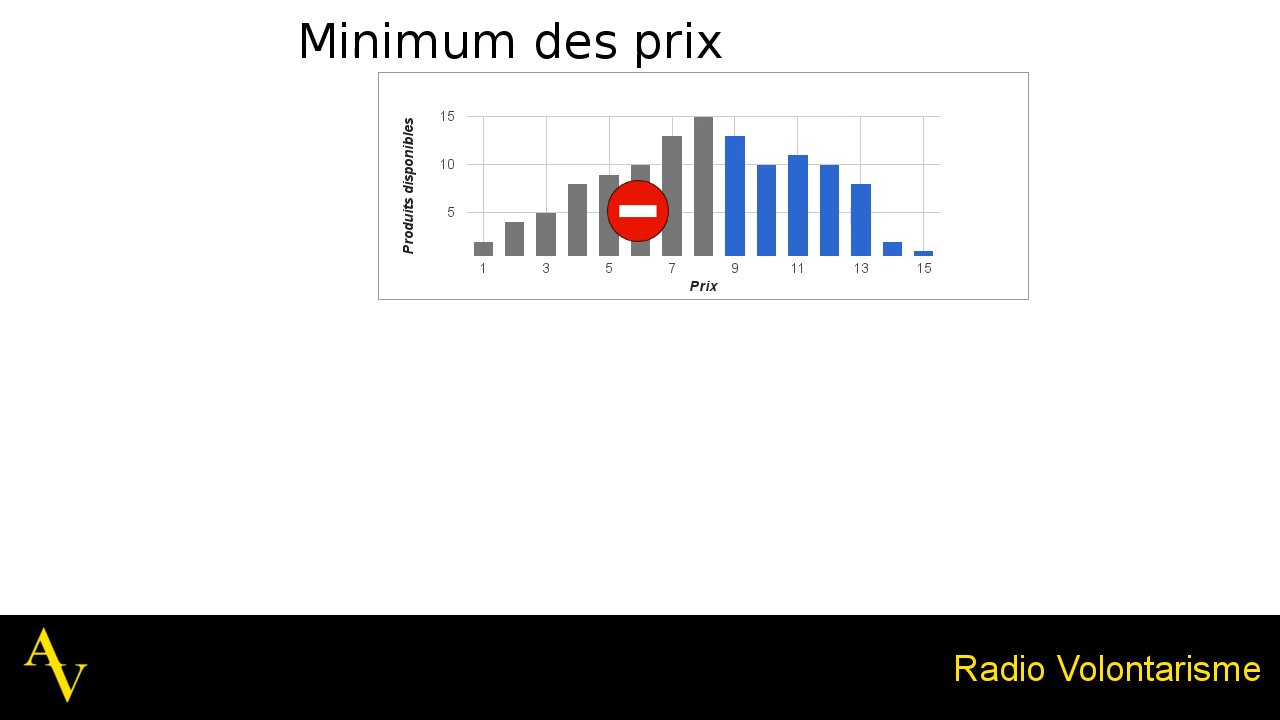 Minimum des prix
Produits disponibles
15
10
5
1 3 5 7 9 11 13 15
Prix
AV
Radio Volontarisme